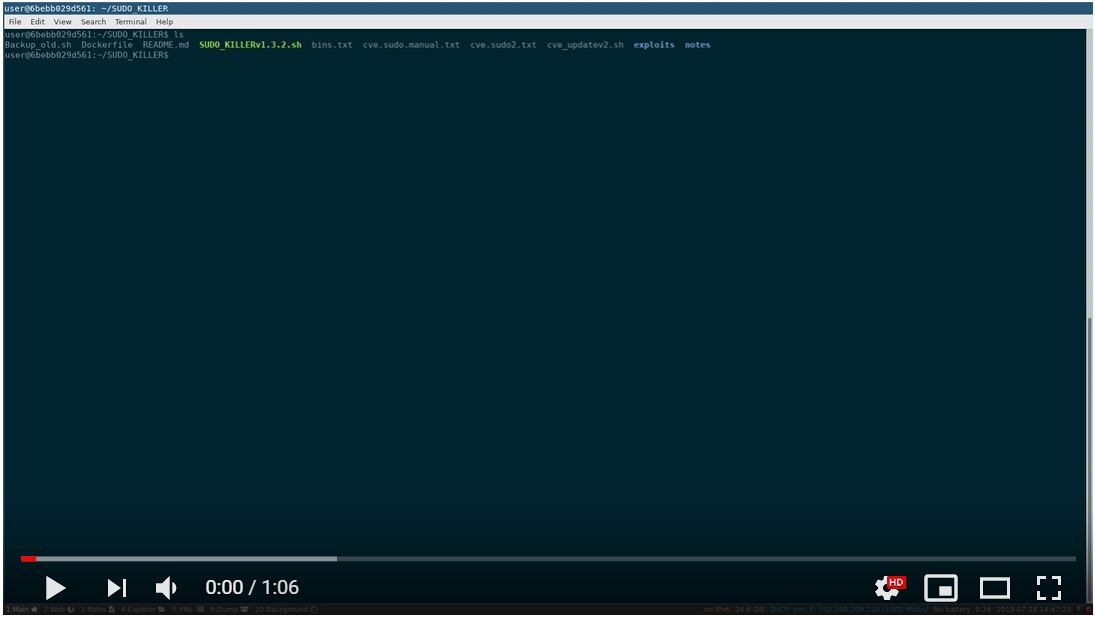 user@6bebb029d561: ~/SUDO_KILLER
File Edit View Search Terminal Help
user@6bebb029d561:~/SUDO_KILLER$ ls
Backup_old.sh Dockerfile README.md SUDO_KILLERv1.3.2.sh bins.txt cve.sudo.manual.txt cve.sudo2.txt cve_updatev2.sh exploits notes
user@6bebb029d561:~/SUDO_KILLER$
0:00 / 1:06
HD
1:Main 2:Web 3:Notes 4:Explorer 5:VMs 9:Dump 10:Background no IPv6 24.6 GiB DHCP: yes E: 192.168.209.224 (1000 Mbit/s) No battery 0.26 2019-07-28 14:47:25